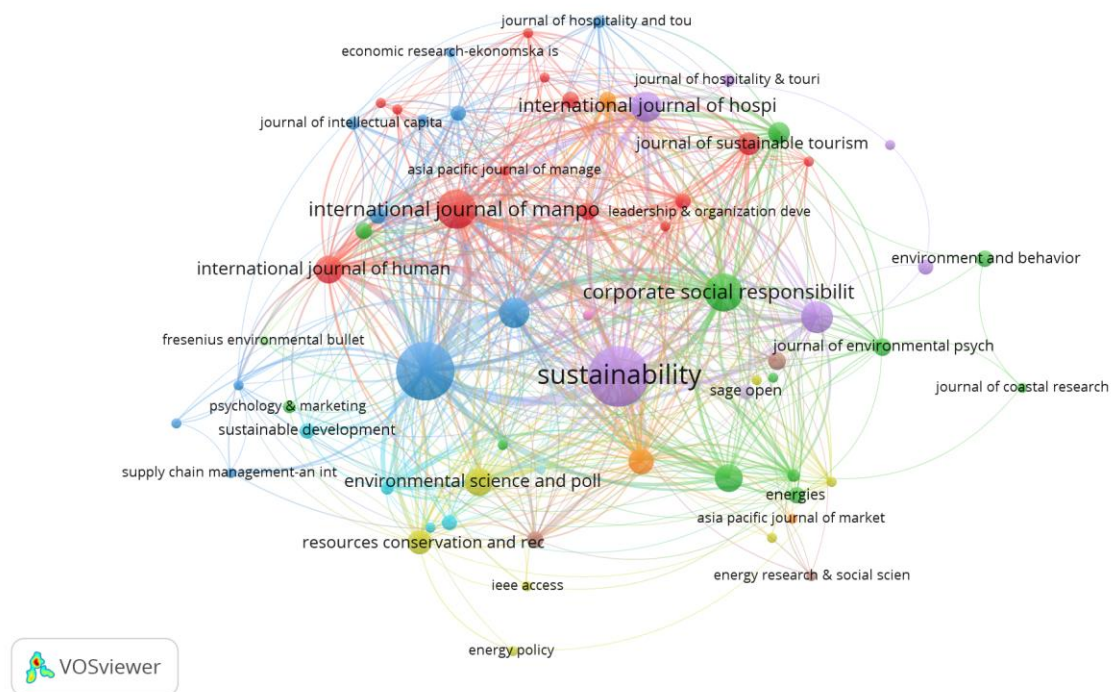 journal of hospitality and tou
economic research-ekonomska is
journal of hospitality & touri
international journal of hospi
journal of intellectual capita
journal of sustainable tourism
asia pacific journal of manage
international journal of manpo
leadership & organization deve
international journal of human
environment and behavior
corporate social responsibilit
fresenius environmental bullet
journal of environmental psych
sustainability
sage open
journal of coastal research
psychology & marketing
sustainable development
supply chain management-an int
environmental science and poll
energies
asia pacific journal of market
resources conservation and rec
energy research & social scien
ieee access
energy policy
VOSviewer